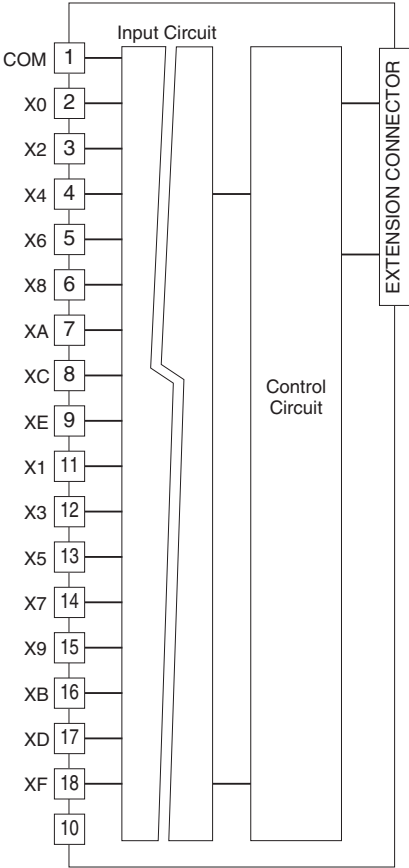 Input Circuit
COM 1
X0 2
X2 3
X4 4
X6 5
X8 6
XA 7
XC 8
XE 9
X1 11
X3 12
X5 13
X7 14
X9 15
XB 16
XD 17
XF 18
10
Control
Circuit
EXTENSION CONNECTOR